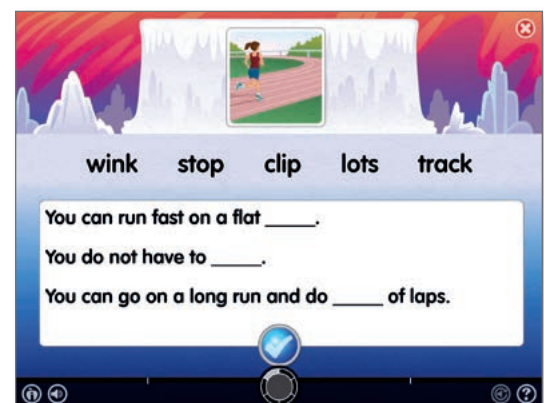 wink stop clip lots track
You can run fast on a flat _____.
You do not have to _____.
You can go on a long run and do _____ of laps.
?